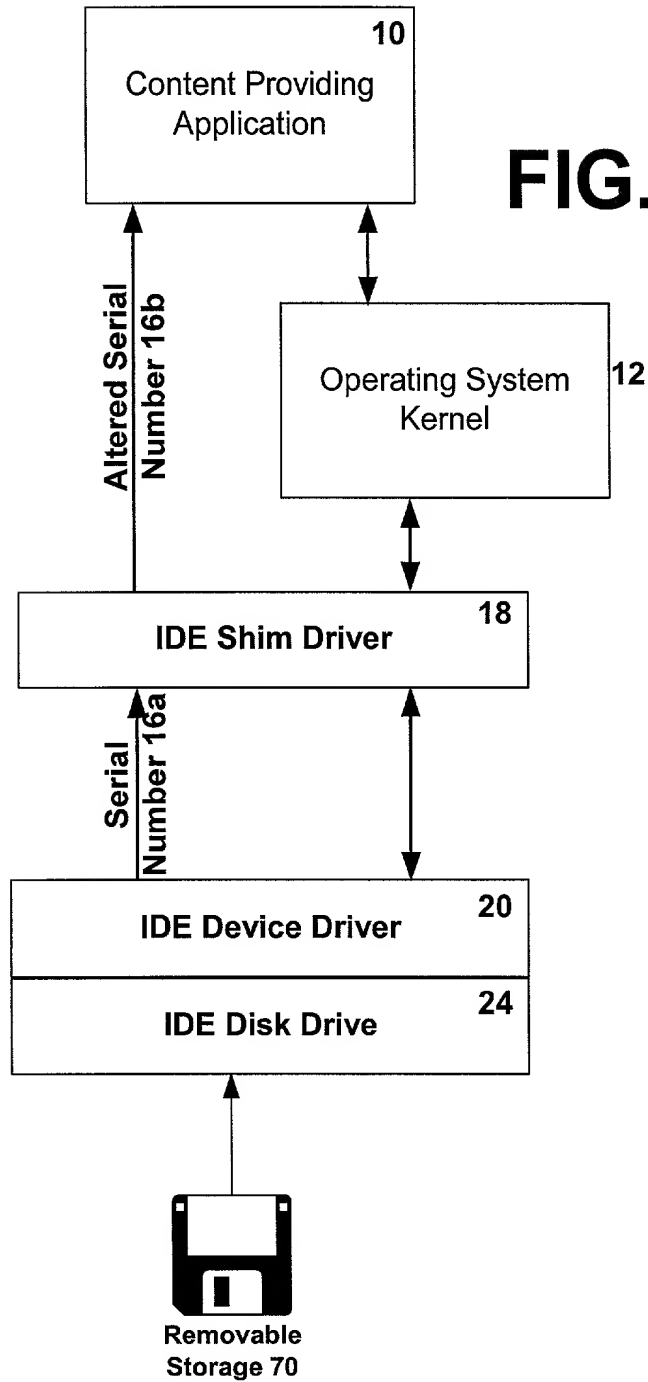 10
Content Providing
Application
FIG.
Altered Serial
Number 16b
Operating System
Kernel
12
18
IDE Shim Driver
Serial
Number 16a
20
IDE Device Driver
24
IDE Disk Drive
Removable
Storage 70